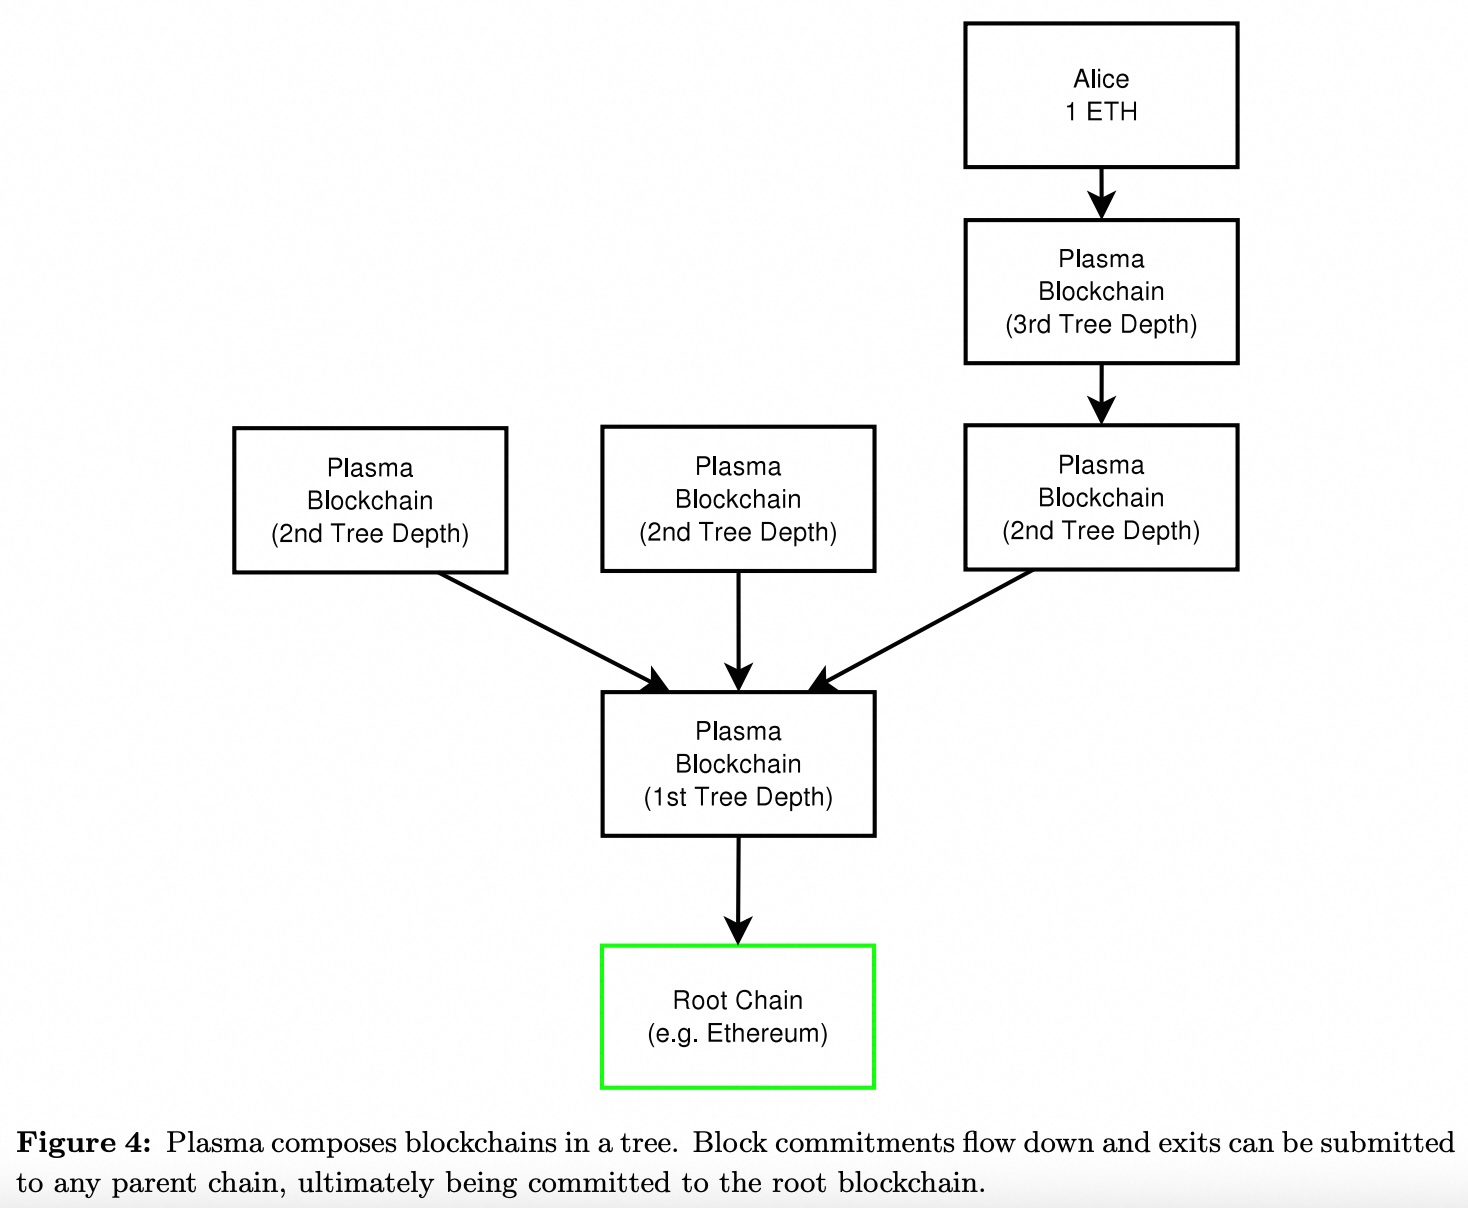 Alice
1 ETH
Plasma
Blockchain
(3rd Tree Depth)
Plasma
Blockchain
(2nd Tree Depth)
Plasma
Blockchain
(2nd Tree Depth)
Plasma
Blockchain
(2nd Tree Depth)
Plasma
Blockchain
(1st Tree Depth)
Root Chain
(e.g. Ethereum)
Figure 4: Plasma composes blockchains in a tree. Block commitments flow down and exits can be submitted
to any parent chain, ultimately being committed to the root blockchain.